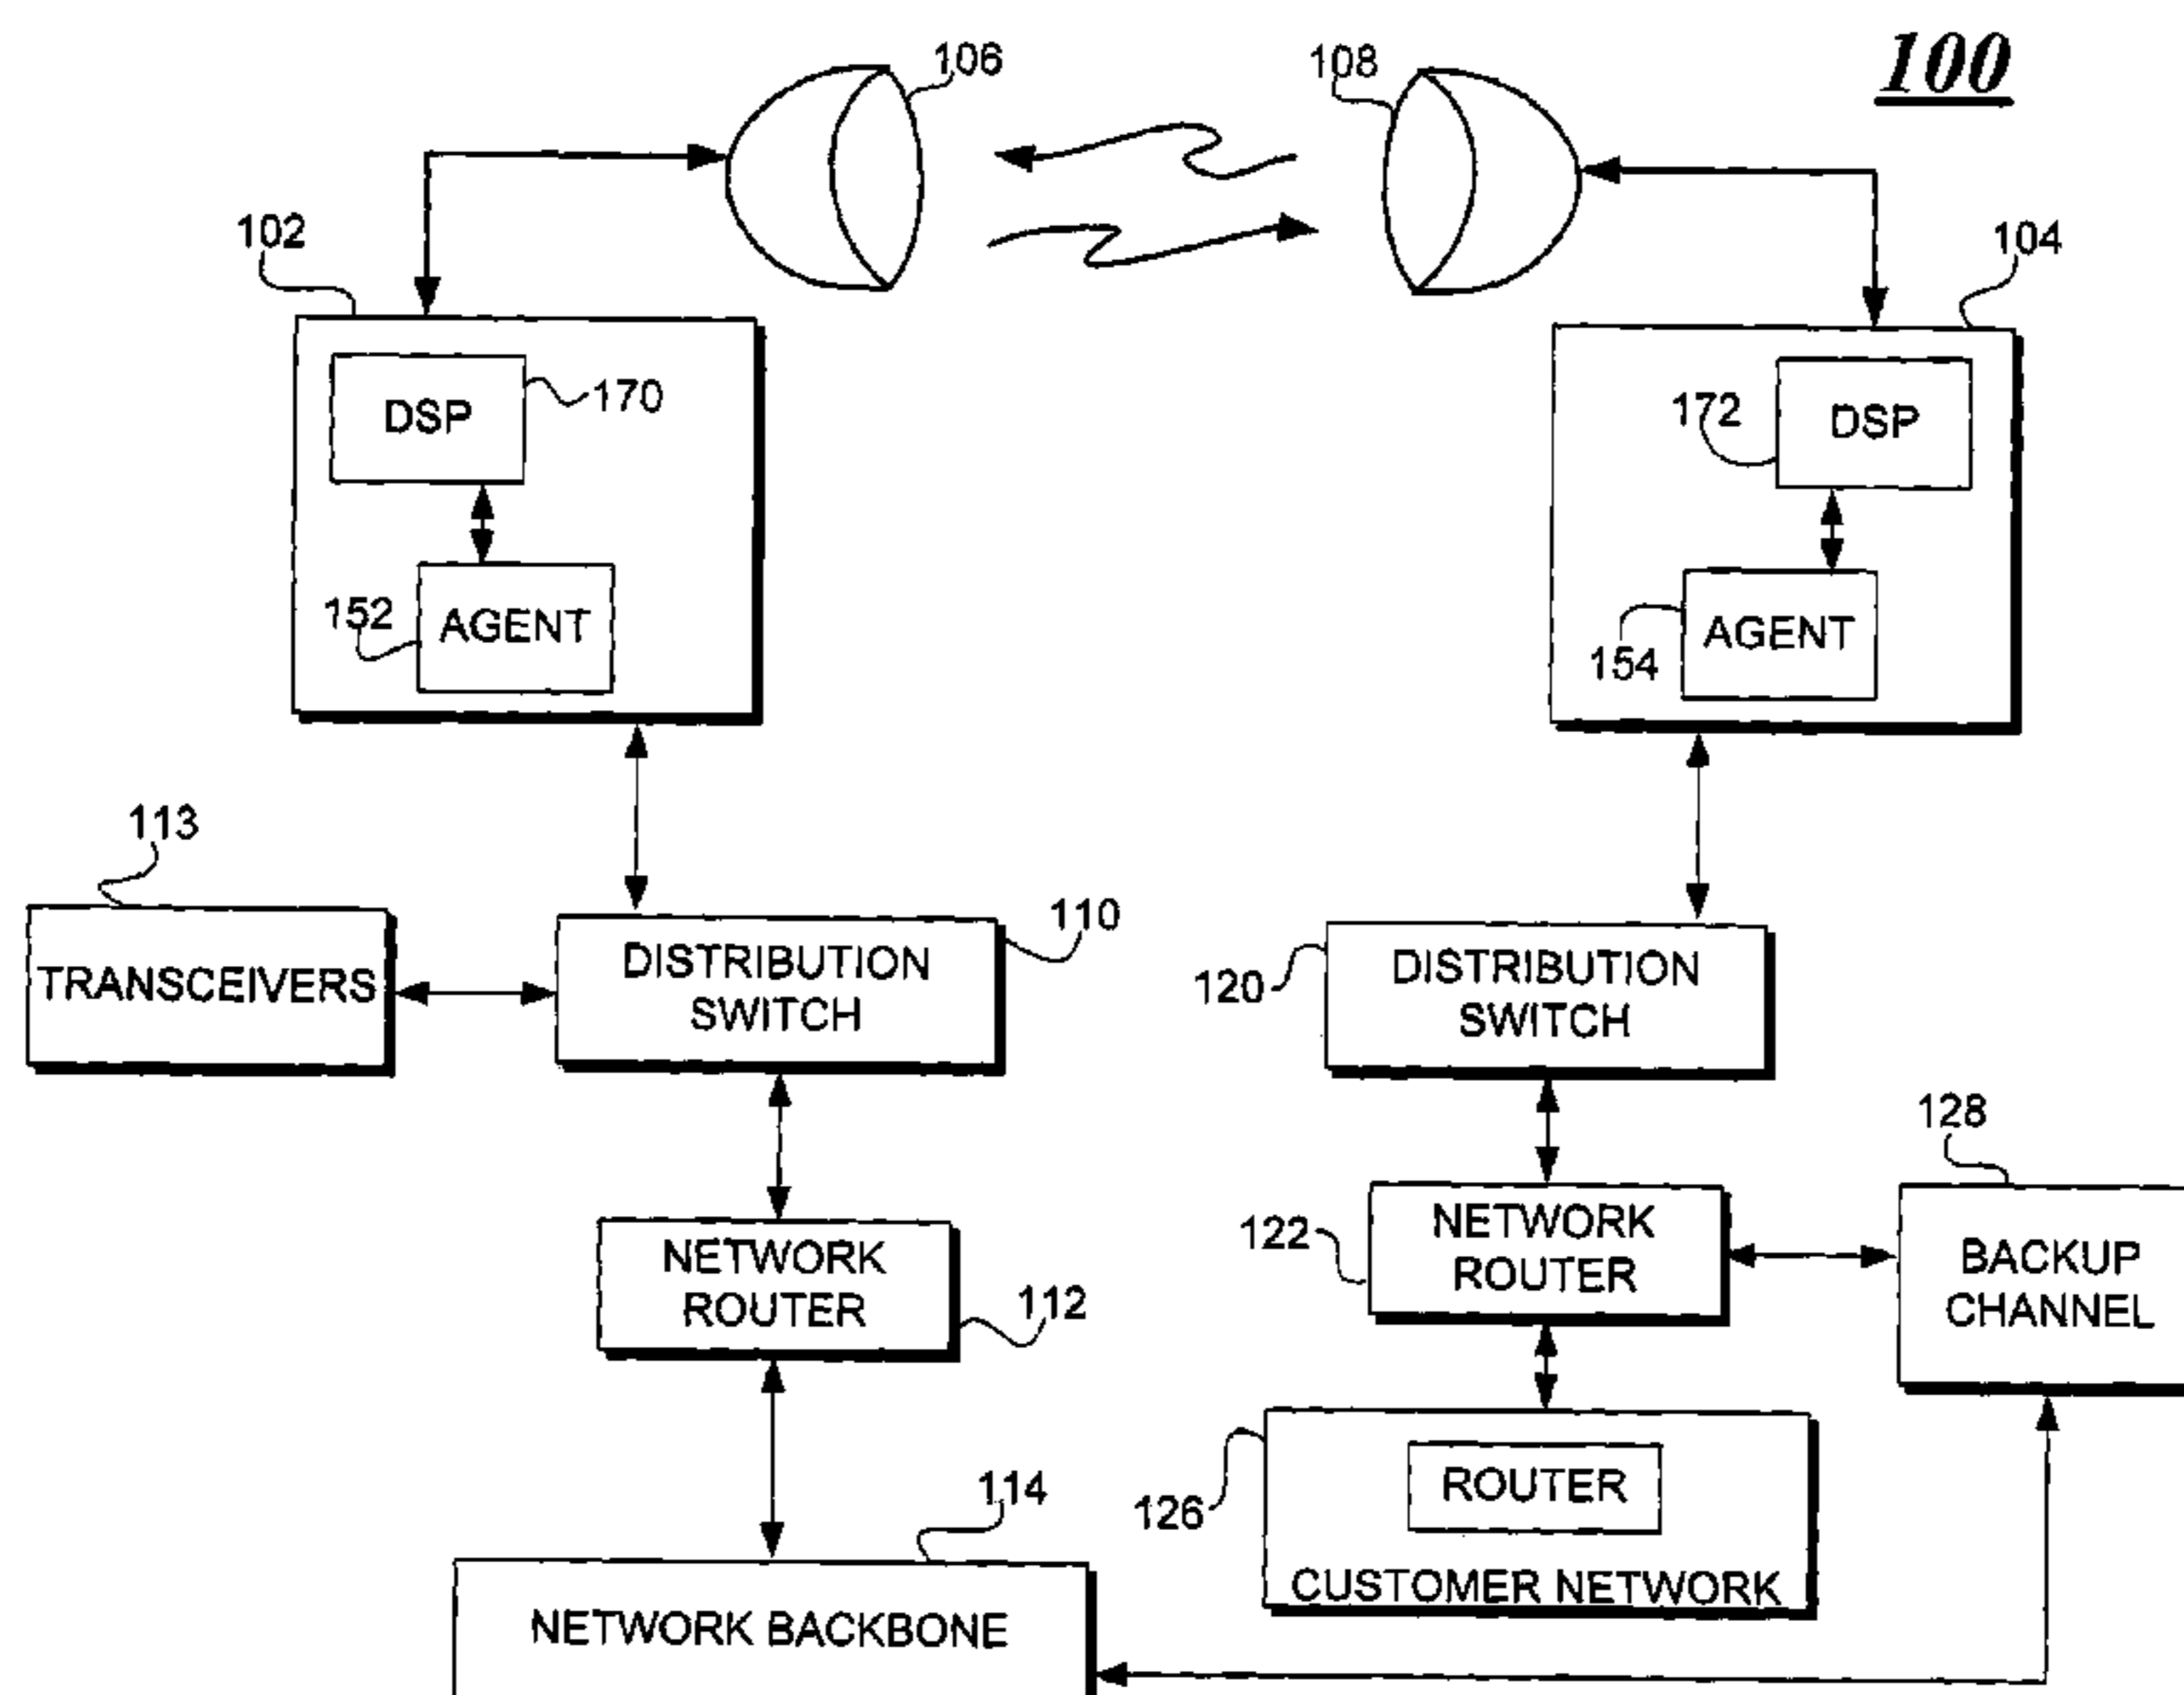 106
108
100
102
104
DSP
170
172
DSP
152
AGENT
AGENT
154
113
110
TRANSCEIVERS
DISTRIBUTION
SWITCH
120
DISTRIBUTION
SWITCH
128
NETWORK
ROUTER
112
122
NETWORK
ROUTER
BACKUP
CHANNEL
114
126
ROUTER
CUSTOMER NETWORK
NETWORK BACKBONE